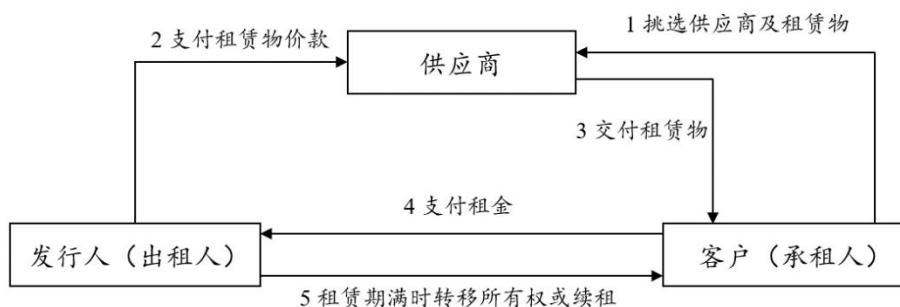 1 挑选供应商及租赁物
2 支付租赁物价款
供应商
3 交付租赁物
4 支付租金
发行人（出租人）
客户（承租人）
5 租赁期满时转移所有权或续租